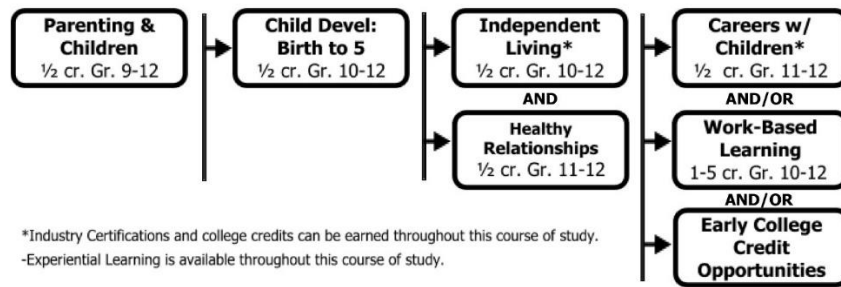 Parenting &
Children
½ cr. Gr. 9-12
Child Devel:
Birth to 5
½ cr. Gr. 10-12
Independent
Living*
½ cr. Gr. 10-12
AND
Healthy
Relationships
½ cr. Gr. 11-12
Careers w/
Children*
½ cr. Gr. 11-12
AND/OR
Work-Based
Learning
1-5 cr. Gr. 10-12
AND/OR
Early College
Credit
Opportunities
*Industry Certifications and college credits can be earned throughout this course of study.
-Experiential Learning is available throughout this course of study.